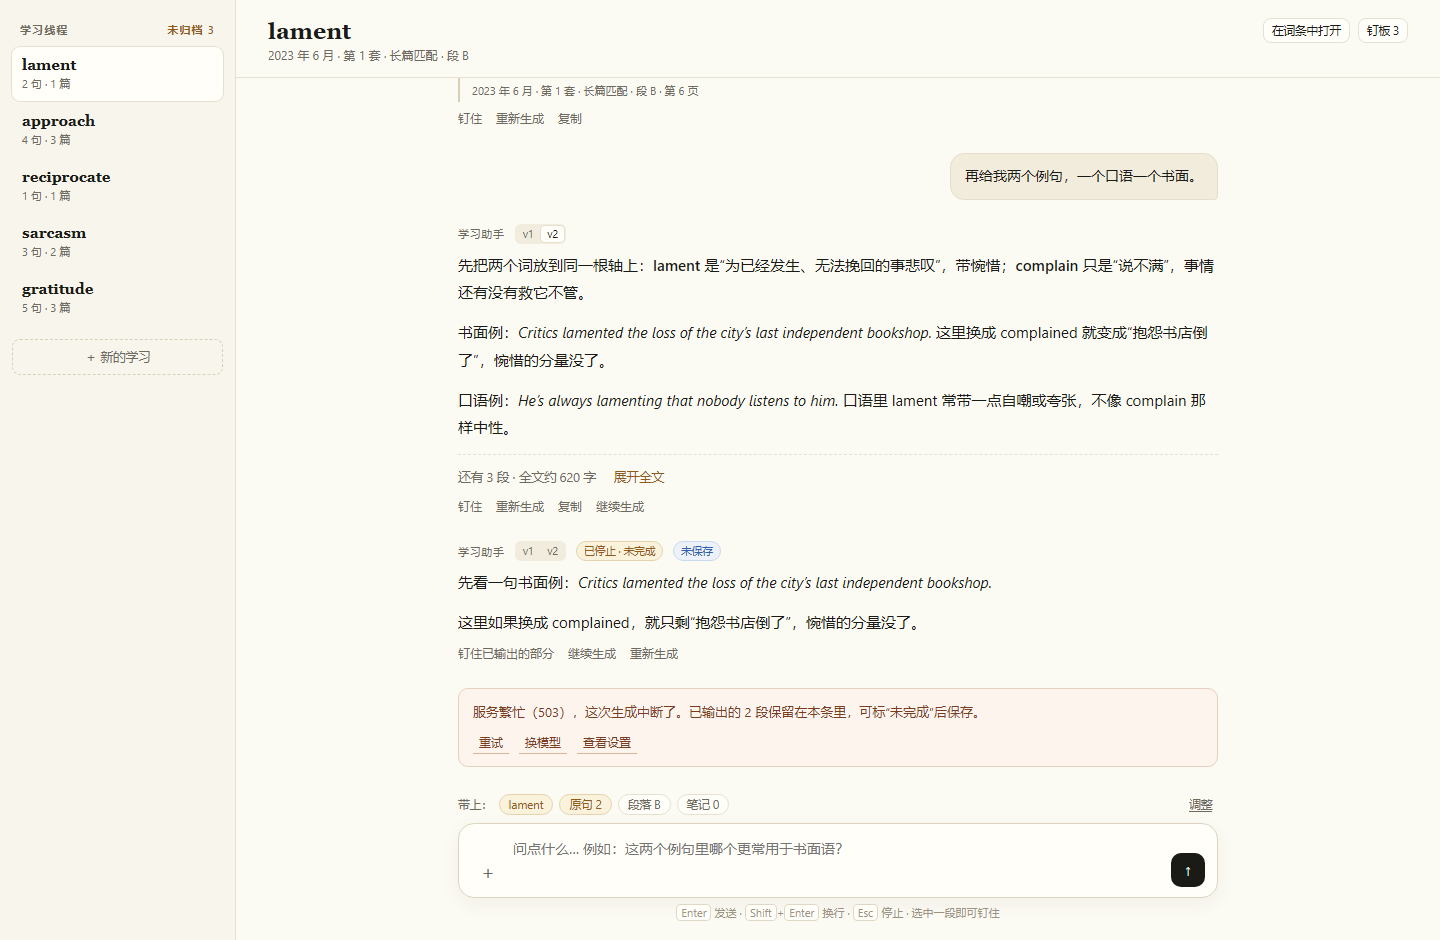 学习线程 未归档 3
lament
2 句 · 1 篇
approach
4 句 · 3 篇
reciprocate
1 句 · 1 篇
sarcasm
3 句 · 2 篇
gratitude
5 句 · 3 篇
+ 新的学习
lament
2023 年 6 月 · 第 1 套 · 长篇匹配 · 段 B
在词条中打开 钉板 3
2023 年 6 月 · 第 1 套 · 长篇匹配 · 段 B · 第 6 页
钉住 重新生成 复制
再给我两个例句，一个口语一个书面。
学习助手 v1 v2
先把两个词放到同一根轴上：lament 是“为已经发生、无法挽回的事悲叹”，带惋惜；complain 只是“说不满”，事情
还有没有救它不管。
书面例：Critics lamented the loss of the city’s last independent bookshop. 这里换成 complained 就变成“抱怨书店倒
了”，惋惜的分量没了。
口语例：He’s always lamenting that nobody listens to him. 口语里 lament 常带一点自嘲或夸张，不像 complain 那
样中性。
还有 3 段 · 全文约 620 字 展开全文
钉住 重新生成 复制 继续生成
学习助手 v1 v2 已停止 · 未完成 未保存
先看一句书面例：Critics lamented the loss of the city’s last independent bookshop.
这里如果换成 complained，就只剩“抱怨书店倒了”，惋惜的分量没了。
钉住已输出的部分 继续生成 重新生成
服务繁忙（503），这次生成中断了。已输出的 2 段保留在本条里，可标“未完成”后保存。
重试 换模型 查看设置
带上： lament 原句 2 段落 B 笔记 0 调整
问点什么… 例如：这两个例句里哪个更常用于书面语？
+ ↑
Enter 发送 · Shift + Enter 换行 · Esc 停止 · 选中一段即可钉住